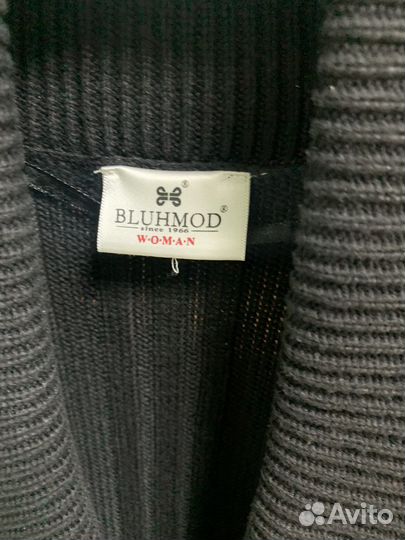 ®
BLUHMOD®
since 1966
W·O·M·A·N
Avito